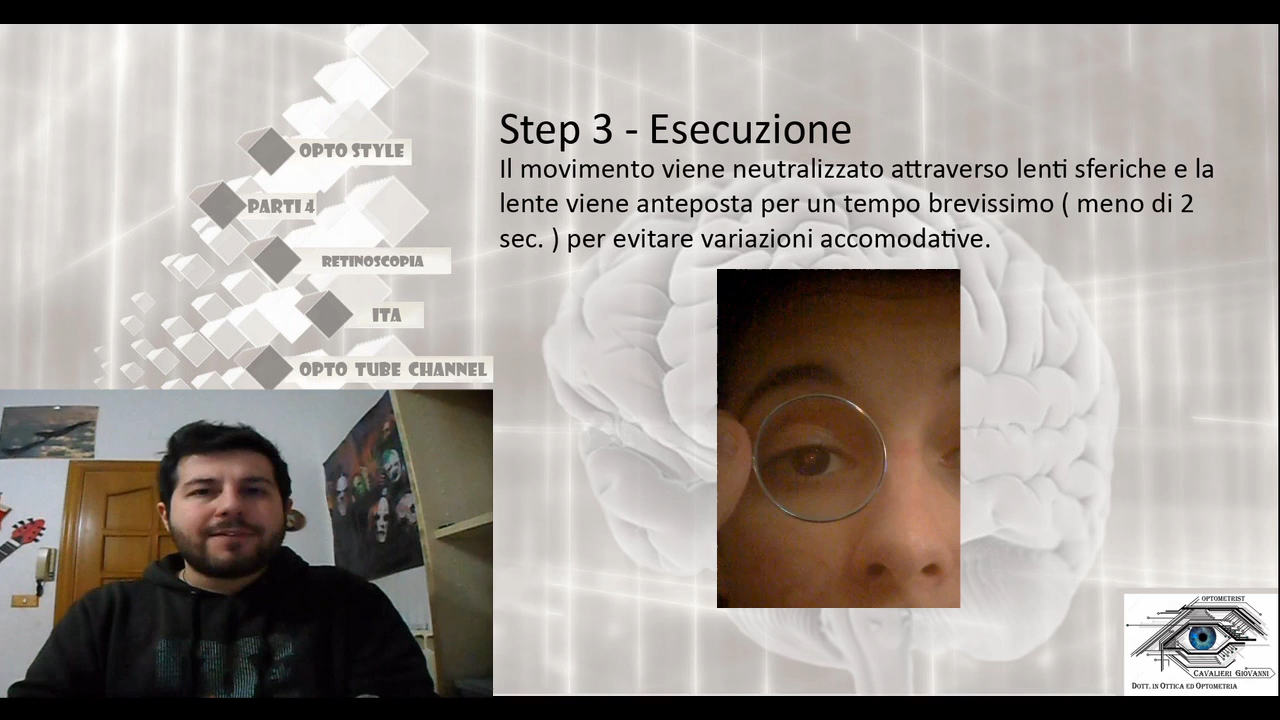 Step 3 - Esecuzione
Il movimento viene neutralizzato attraverso lenti sferiche e la
lente viene anteposta per un tempo brevissimo ( meno di 2
sec. ) per evitare variazioni accomodative.
OPTO STYLE
PARTI 4
RETINOSCOPIA
ITA
OPTO TUBE CHANNEL
OPTOMETRIST
CAVALIERI GIOVANNI
DOTT. IN OTTICA ED OPTOMETRIA